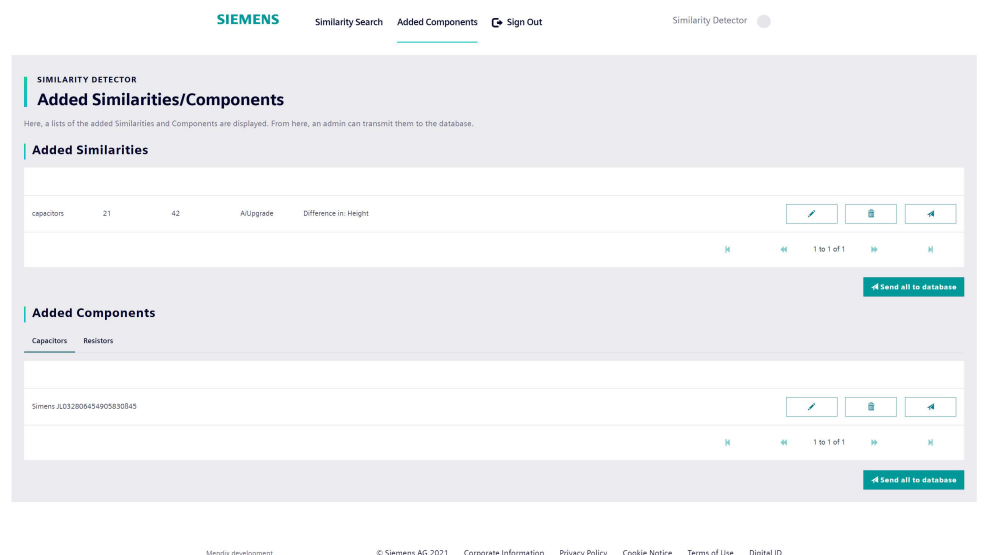 SIEMENS
Similarity Search Added Components Sign Out Similarity Detector
SIMILARITY DETECTOR
Added Similarities/Components
Here, a lists of the added Similarities and Components are displayed. From here, an admin can transmit them to the database.
Added Similarities
capacitors 21 42 A/Upgrade Difference in: Height
1 to 1 of 1
Send all to database
Added Components
Capacitors Resistors
Simens JL032806454905830845
1 to 1 of 1
Send all to database
Mendix development © Siemens AG 2021 Corporate Information Privacy Policy Cookie Notice Terms of Use Digital ID